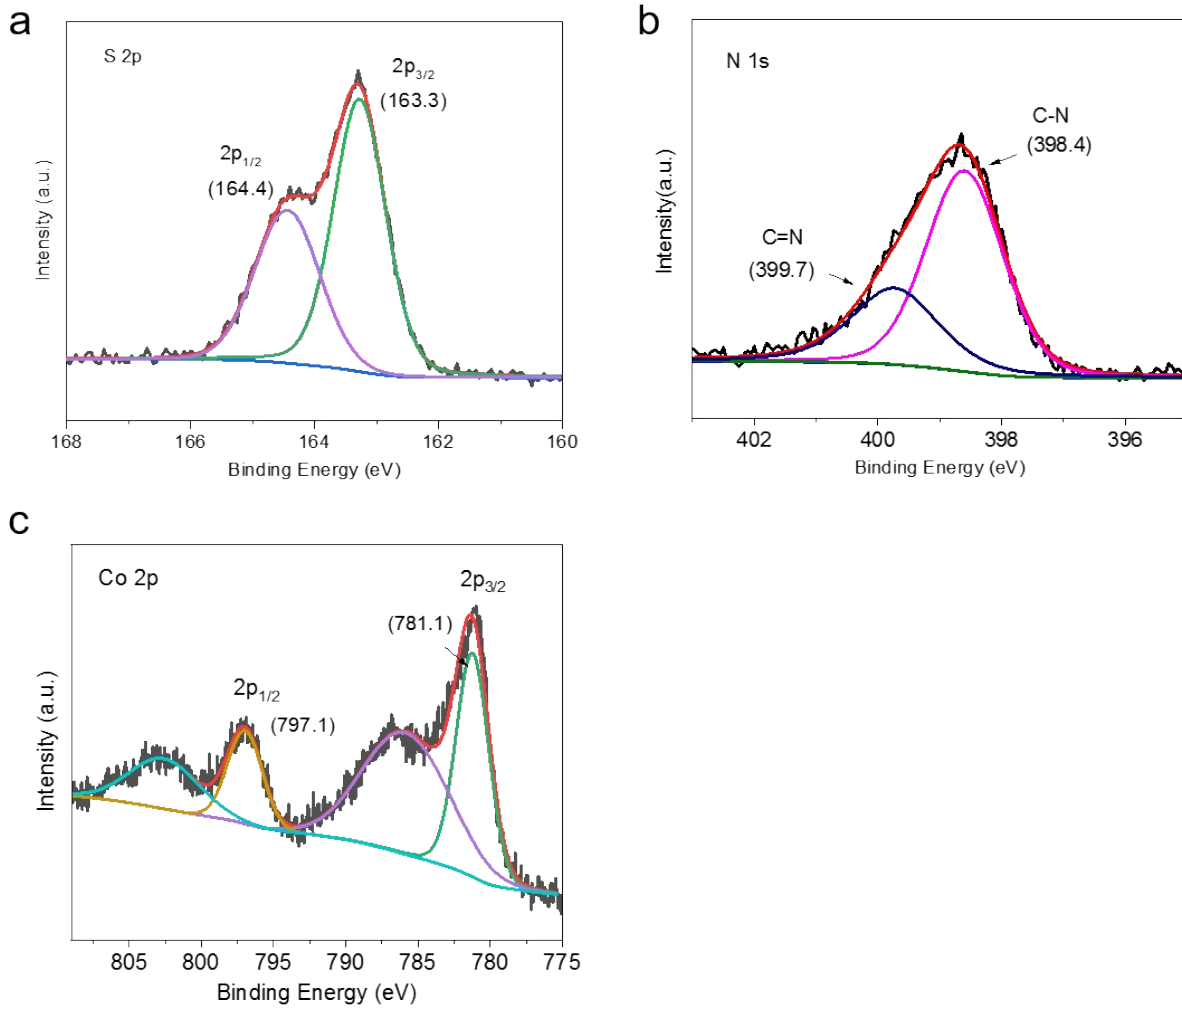 a
S 2p
2p3/2
(163.3)
2p1/2
(164.4)
Intensity (a.u.)
168 166 164 162 160
Binding Energy (eV)
b
N 1s
C-N
(398.4)
C=N
(399.7)
Intensity(a.u.)
402 400 398 396
Binding Energy (eV)
c
Co 2p
2p3/2
(781.1)
2p1/2
(797.1)
Intensity (a.u.)
805 800 795 790 785 780 775
Binding Energy (eV)